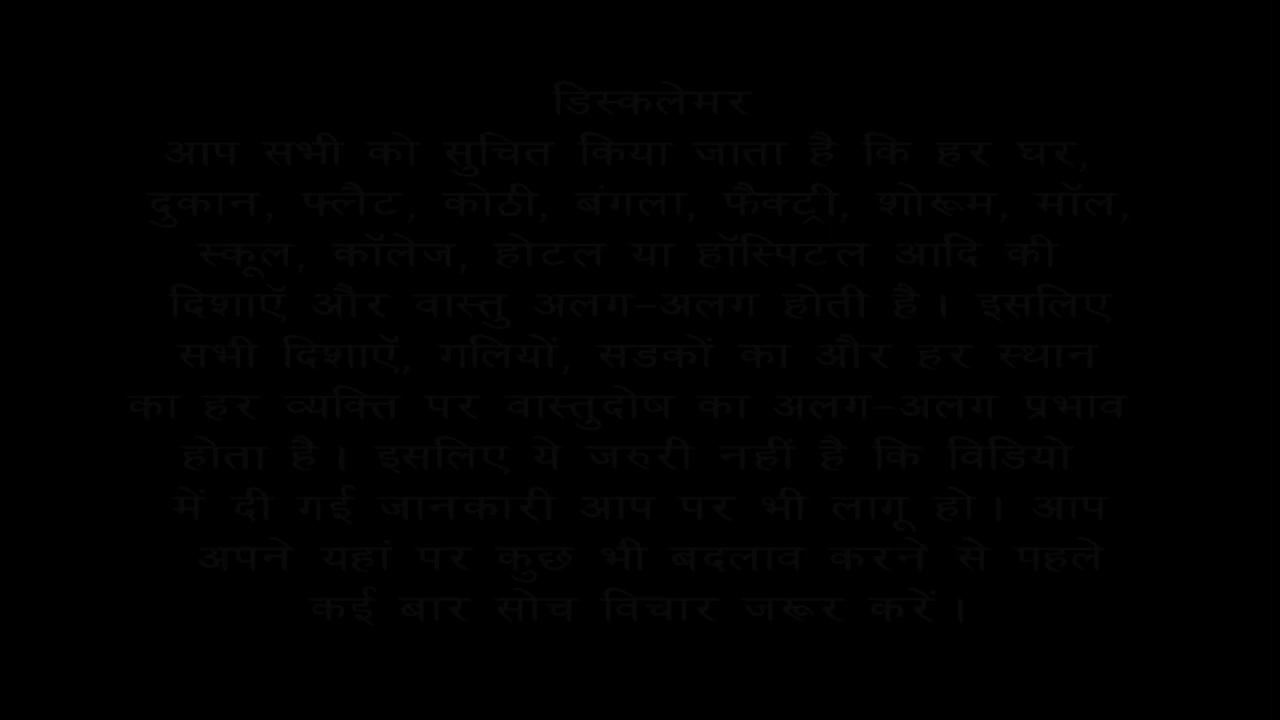 डिस्कलेमर
आप सभी को सुचित किया जाता है कि हर घर,
दुकान, फ्लैट, कोठी, बंगला, फैक्ट्री, शोरूम, मॉल,
स्कूल, कॉलेज, होटल या हॉस्पिटल आदि की
दिशाऍ और वास्तु अलग–अलग होती है। इसलिए
सभी दिशाऍ, गलियों, सडकों का और हर स्थान
का हर व्यक्ति पर वास्तुदोष का अलग–अलग प्रभाव
होता है। इसलिए ये जरुरी नहीं है कि विडियो
में दी गई जानकारी आप पर भी लागू हो। आप
अपने यहां पर कुछ भी बदलाव करने से पहले
कई बार सोच विचार जरूर करें।